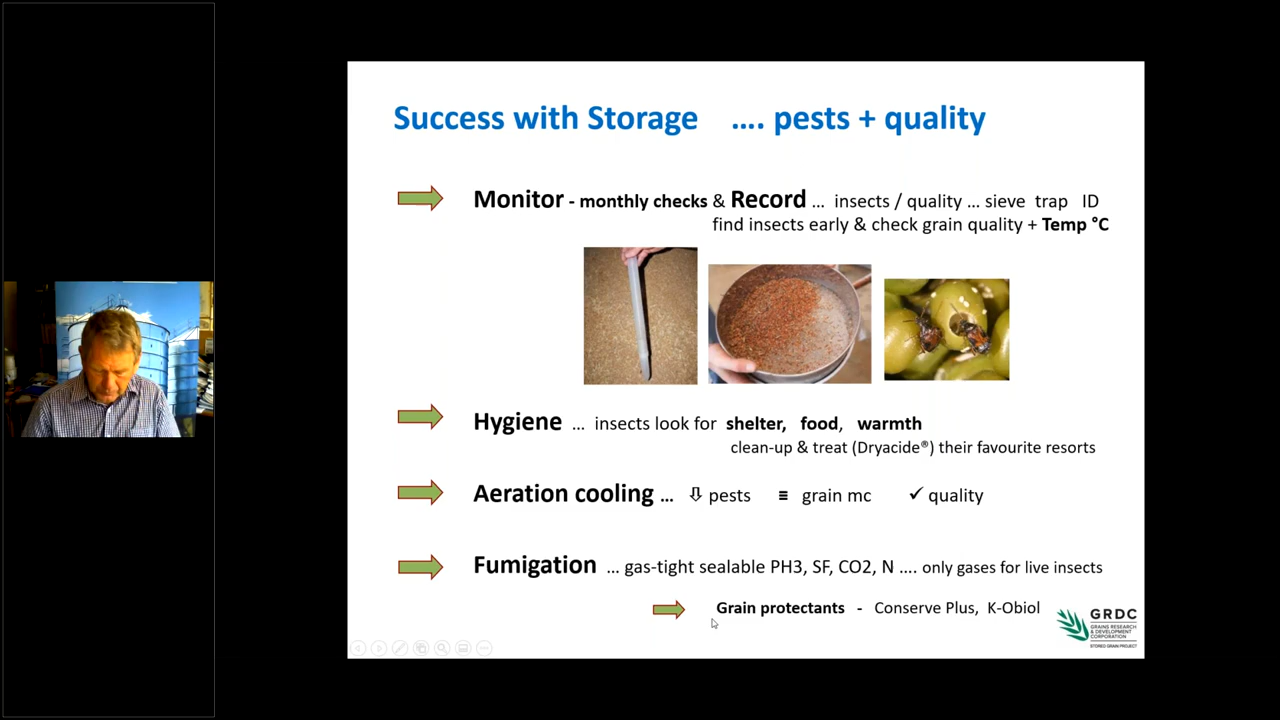 Success with Storage …. pests + quality
Monitor - monthly checks & Record … insects / quality … sieve trap ID
find insects early & check grain quality + Temp °C
Hygiene … insects look for shelter, food, warmth
clean-up & treat (Dryacide®) their favourite resorts
Aeration cooling … ⇩ pests ≡ grain mc ✓ quality
Fumigation … gas-tight sealable PH3, SF, CO2, N …. only gases for live insects
Grain protectants - Conserve Plus, K-Obiol
GRDC
GRAINS RESEARCH
& DEVELOPMENT
CORPORATION
STORED GRAIN PROJECT